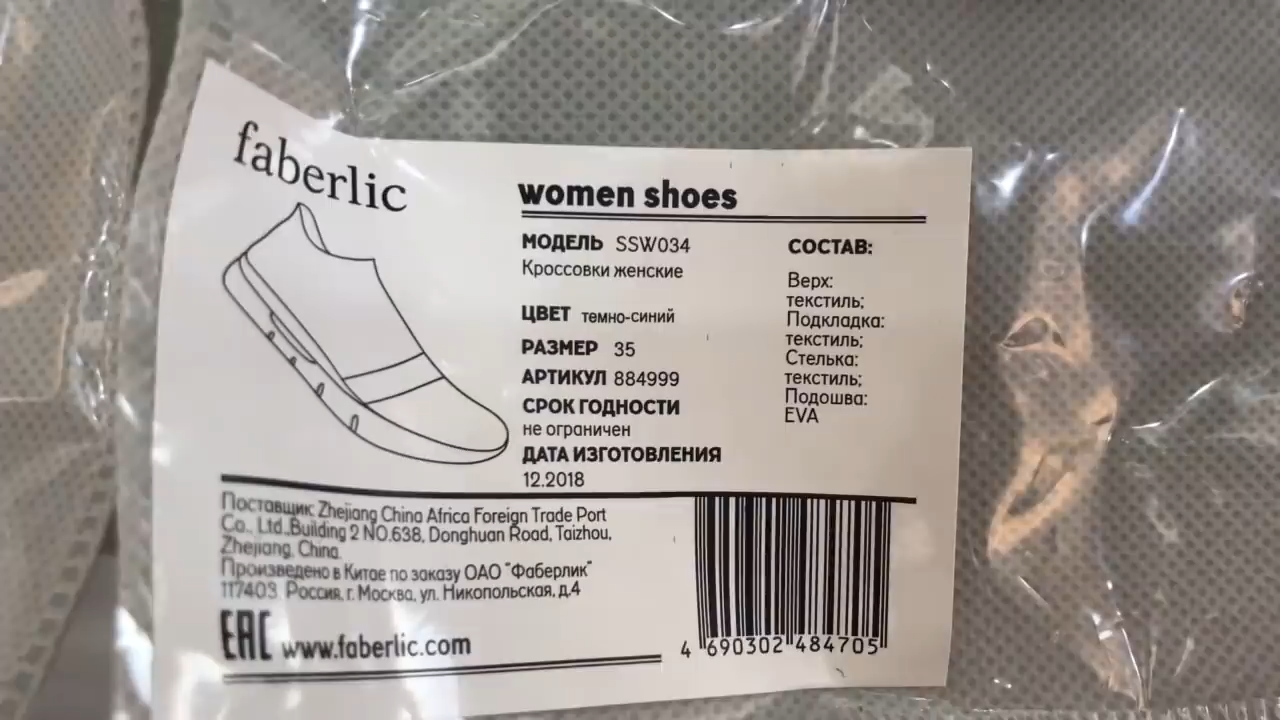 faberlic
women shoes
МОДЕЛЬ SSW034
Кроссовки женские
ЦВЕТ темно-синий
РАЗМЕР 35
АРТИКУЛ 884999
СРОК ГОДНОСТИ
не ограничен
ДАТА ИЗГОТОВЛЕНИЯ
12.2018
СОСТАВ:
Верх:
текстиль;
Подкладка:
текстиль;
Стелька:
текстиль;
Подошва:
EVA
Поставщик: Zhejiang China Africa Foreign Trade Port
Co., Ltd.,Building 2 NO.638, Donghuan Road, Taizhou,
Zhejiang, China.
Произведено в Китае по заказу ОАО "Фаберлик"
117403, Россия, г. Москва, ул. Никопольская, д.4
EAC www.faberlic.com
4 690302 484705